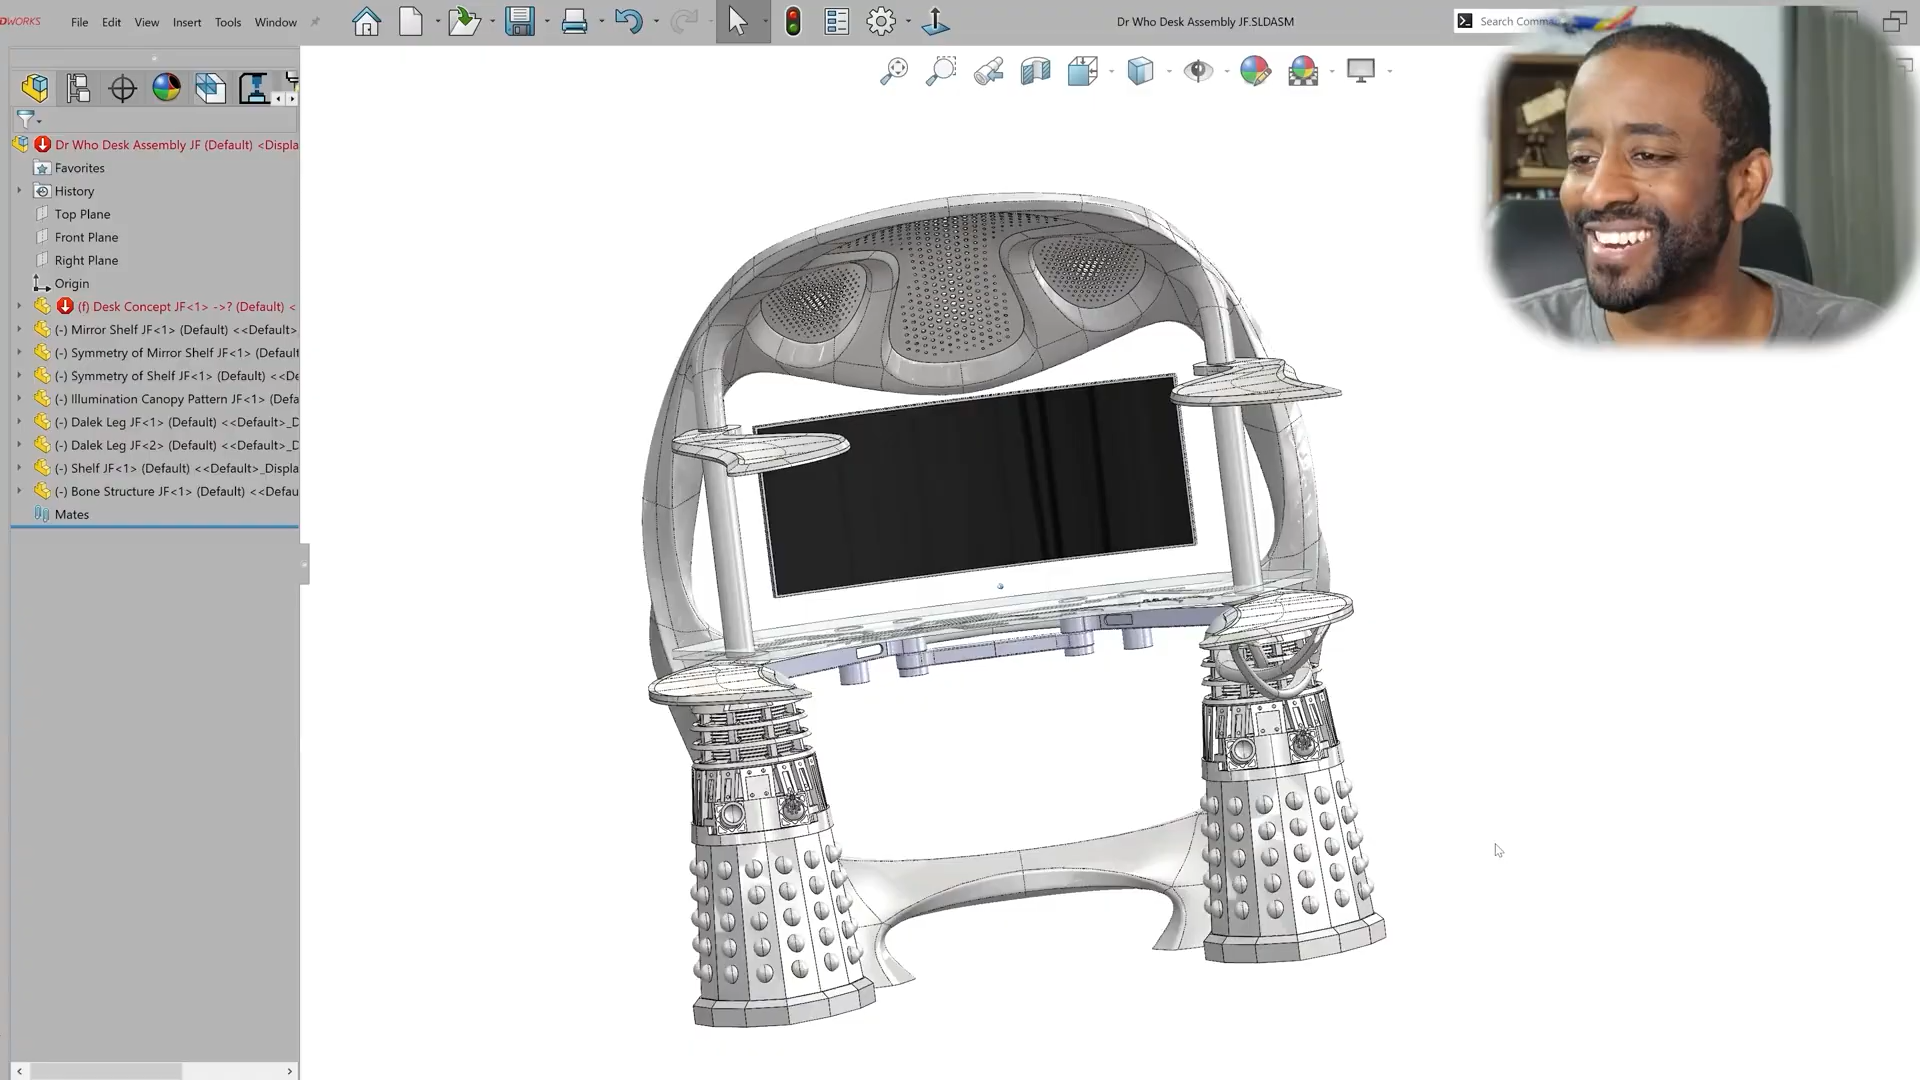 DWORKS
File Edit View Insert Tools Window
Dr Who Desk Assembly JF.SLDASM
Search Comma
Dr Who Desk Assembly JF (Default) <Displa
Favorites
History
Top Plane
Front Plane
Right Plane
Origin
(f) Desk Concept JF<1> ->? (Default) <
(-) Mirror Shelf JF<1> (Default) <<Default>_
(-) Symmetry of Mirror Shelf JF<1> (Default
(-) Symmetry of Shelf JF<1> (Default) <<De
(-) Illumination Canopy Pattern JF<1> (Defa
(-) Dalek Leg JF<1> (Default) <<Default>_D
(-) Dalek Leg JF<2> (Default) <<Default>_D
(-) Shelf JF<1> (Default) <<Default>_Displa
(-) Bone Structure JF<1> (Default) <<Defau
Mates